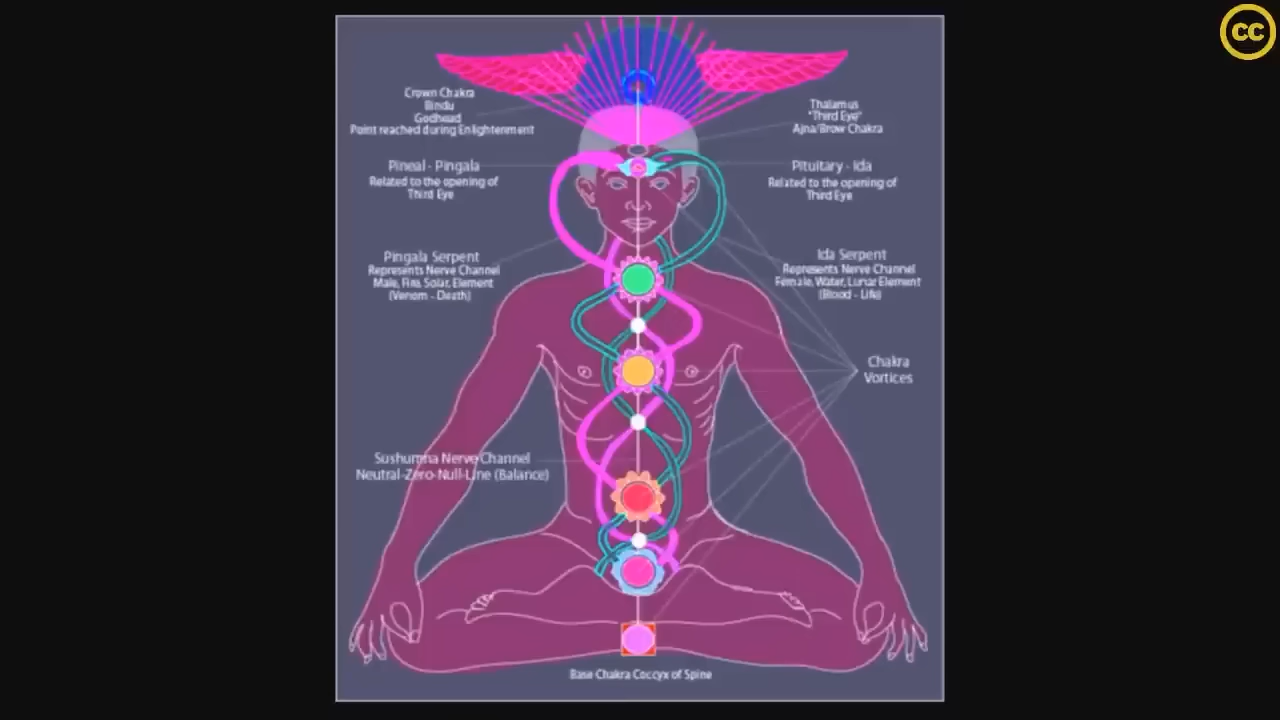 CC
Crown Chakra
Bindu
Godhead
Point reached during Enlightenment
Thalamus
"Third Eye"
Ajna/Brow Chakra
Pineal - Pingala
Related to the opening of
Third Eye
Pituitary - Ida
Related to the opening of
Third Eye
Pingala Serpent
Represents Nerve Channel
Male, Fire, Solar, Element
(Venom - Death)
Ida Serpent
Represents Nerve Channel
Female, Water, Lunar Element
(Blood - Life)
Chakra
Vortices
Sushumna Nerve Channel
Neutral-Zero-Null-Line (Balance)
Base Chakra Coccyx of Spine